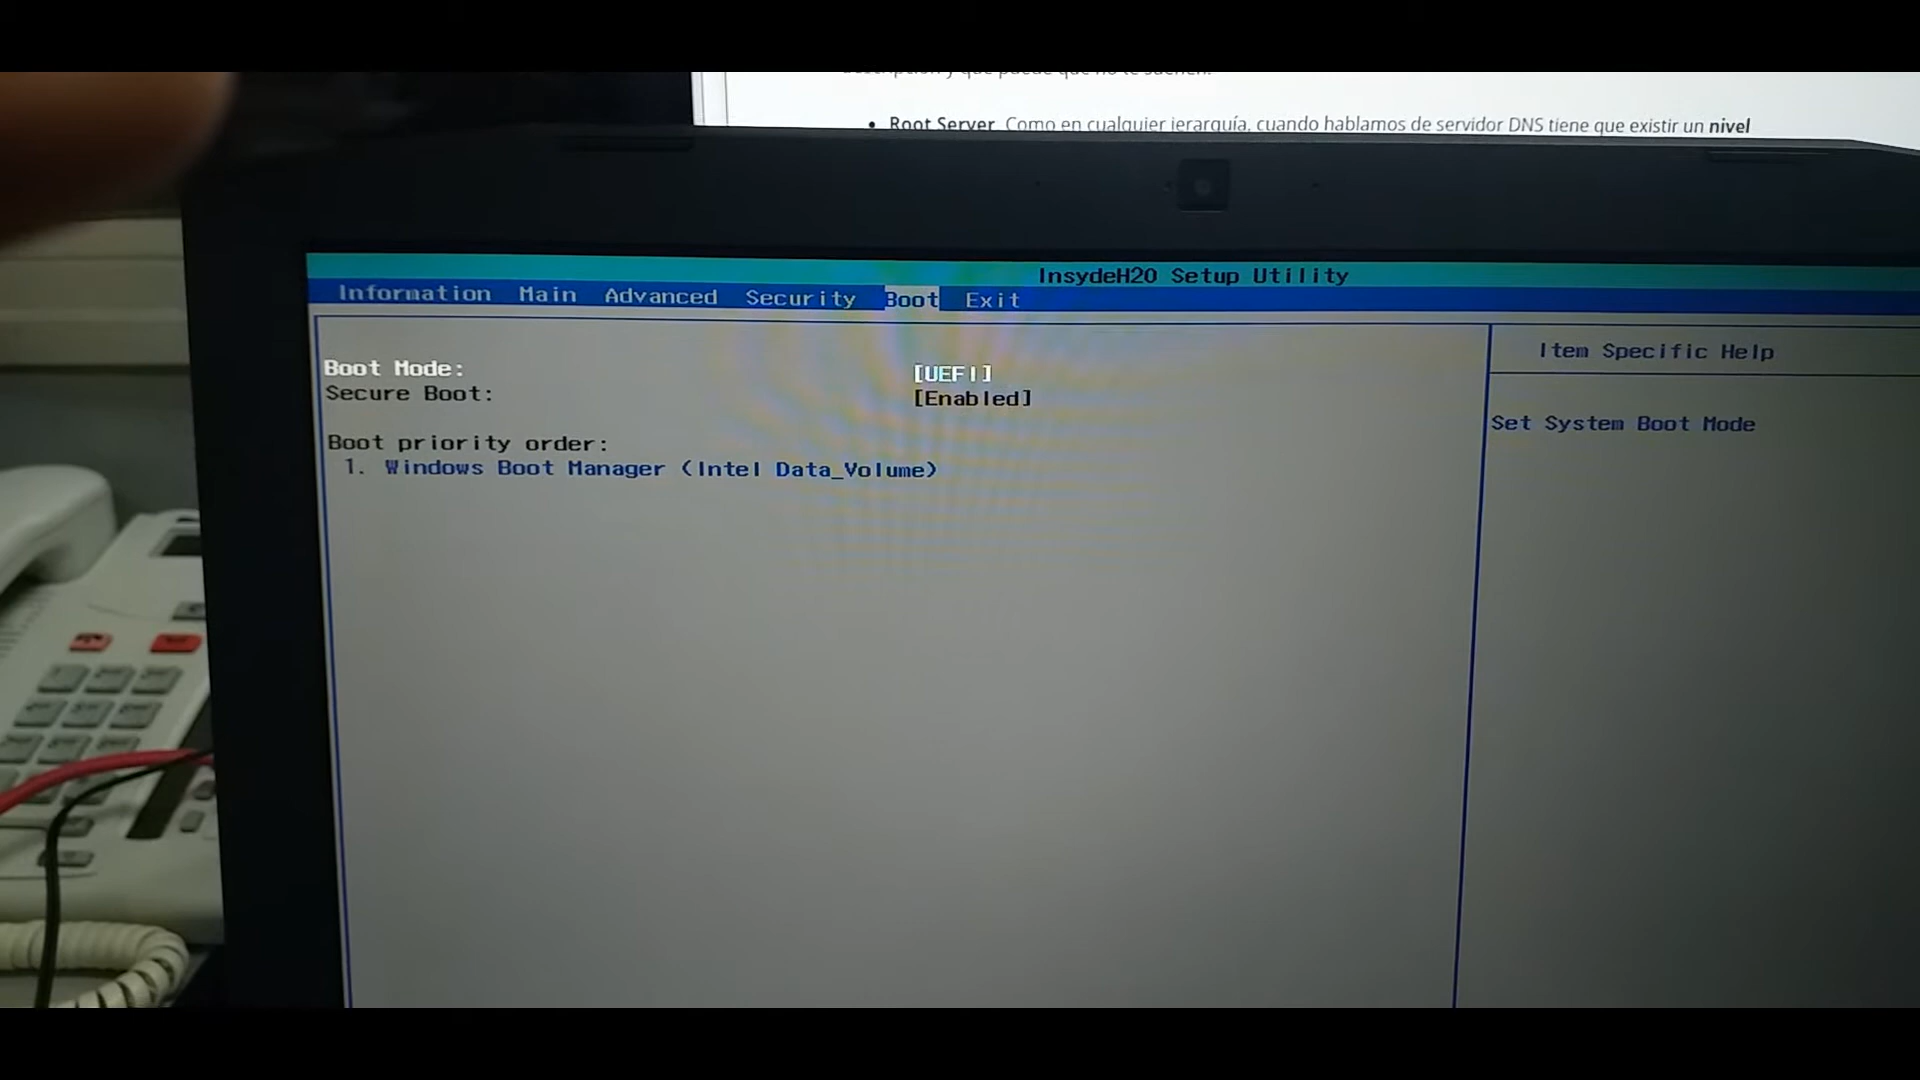 Root Server. Como en cualquier jerarquía, cuando hablamos de servidor DNS tiene que existir un nivel
InsydeH20 Setup Utility
Information Main Advanced Security Boot Exit
Boot Mode: [UEFI]
Secure Boot: [Enabled]
Boot priority order:
1. Windows Boot Manager (Intel Data_Volume)
Item Specific Help
Set System Boot Mode